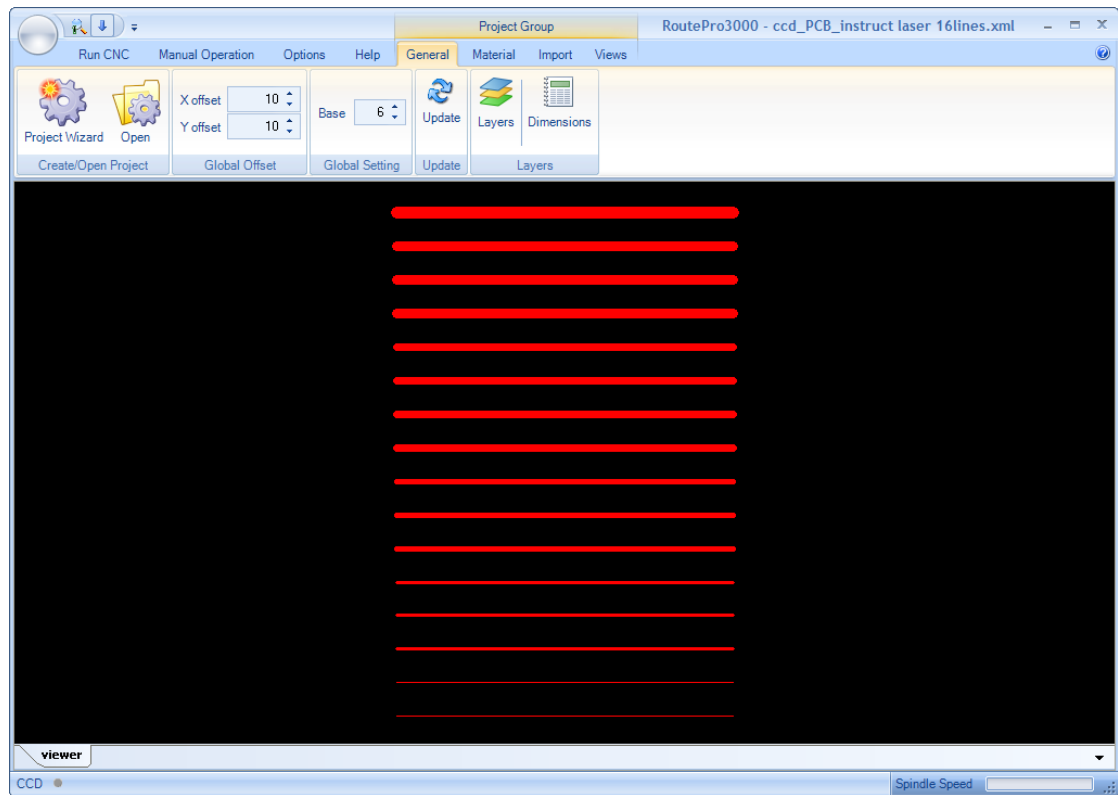 Project Group
RoutePro3000 - ccd_PCB_instruct laser 16lines.xml
Run CNC Manual Operation Options Help General Material Import Views
Project Wizard
Open
Create/Open Project
X offset 10
Y offset 10
Global Offset
Base 6
Global Setting
Update
Update
Layers
Dimensions
Layers
viewer
CCD
Spindle Speed